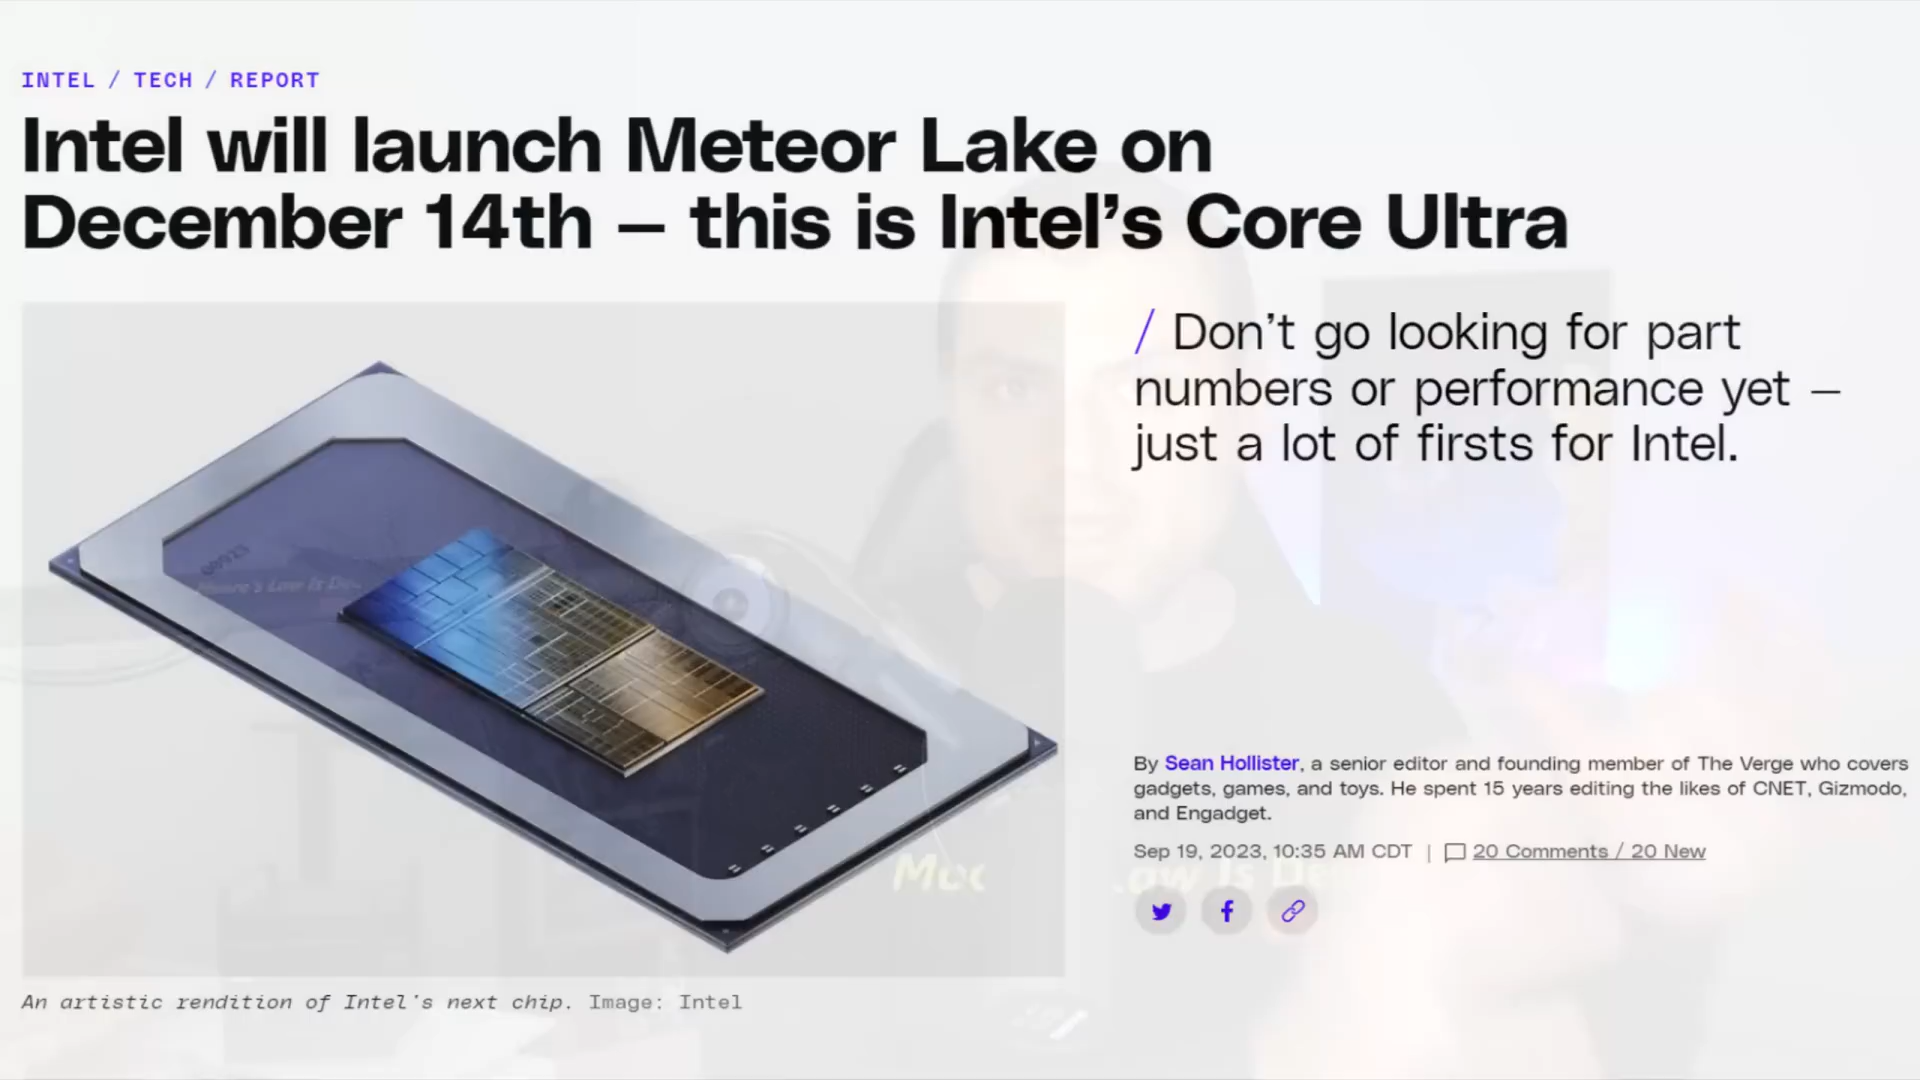 INTEL / TECH / REPORT
Intel will launch Meteor Lake on
December 14th – this is Intel’s Core Ultra
/ Don’t go looking for part
numbers or performance yet –
just a lot of firsts for Intel.
By Sean Hollister, a senior editor and founding member of The Verge who covers
gadgets, games, and toys. He spent 15 years editing the likes of CNET, Gizmodo,
and Engadget.
Sep 19, 2023, 10:35 AM CDT | 20 Comments / 20 New
An artistic rendition of Intel's next chip. Image: Intel